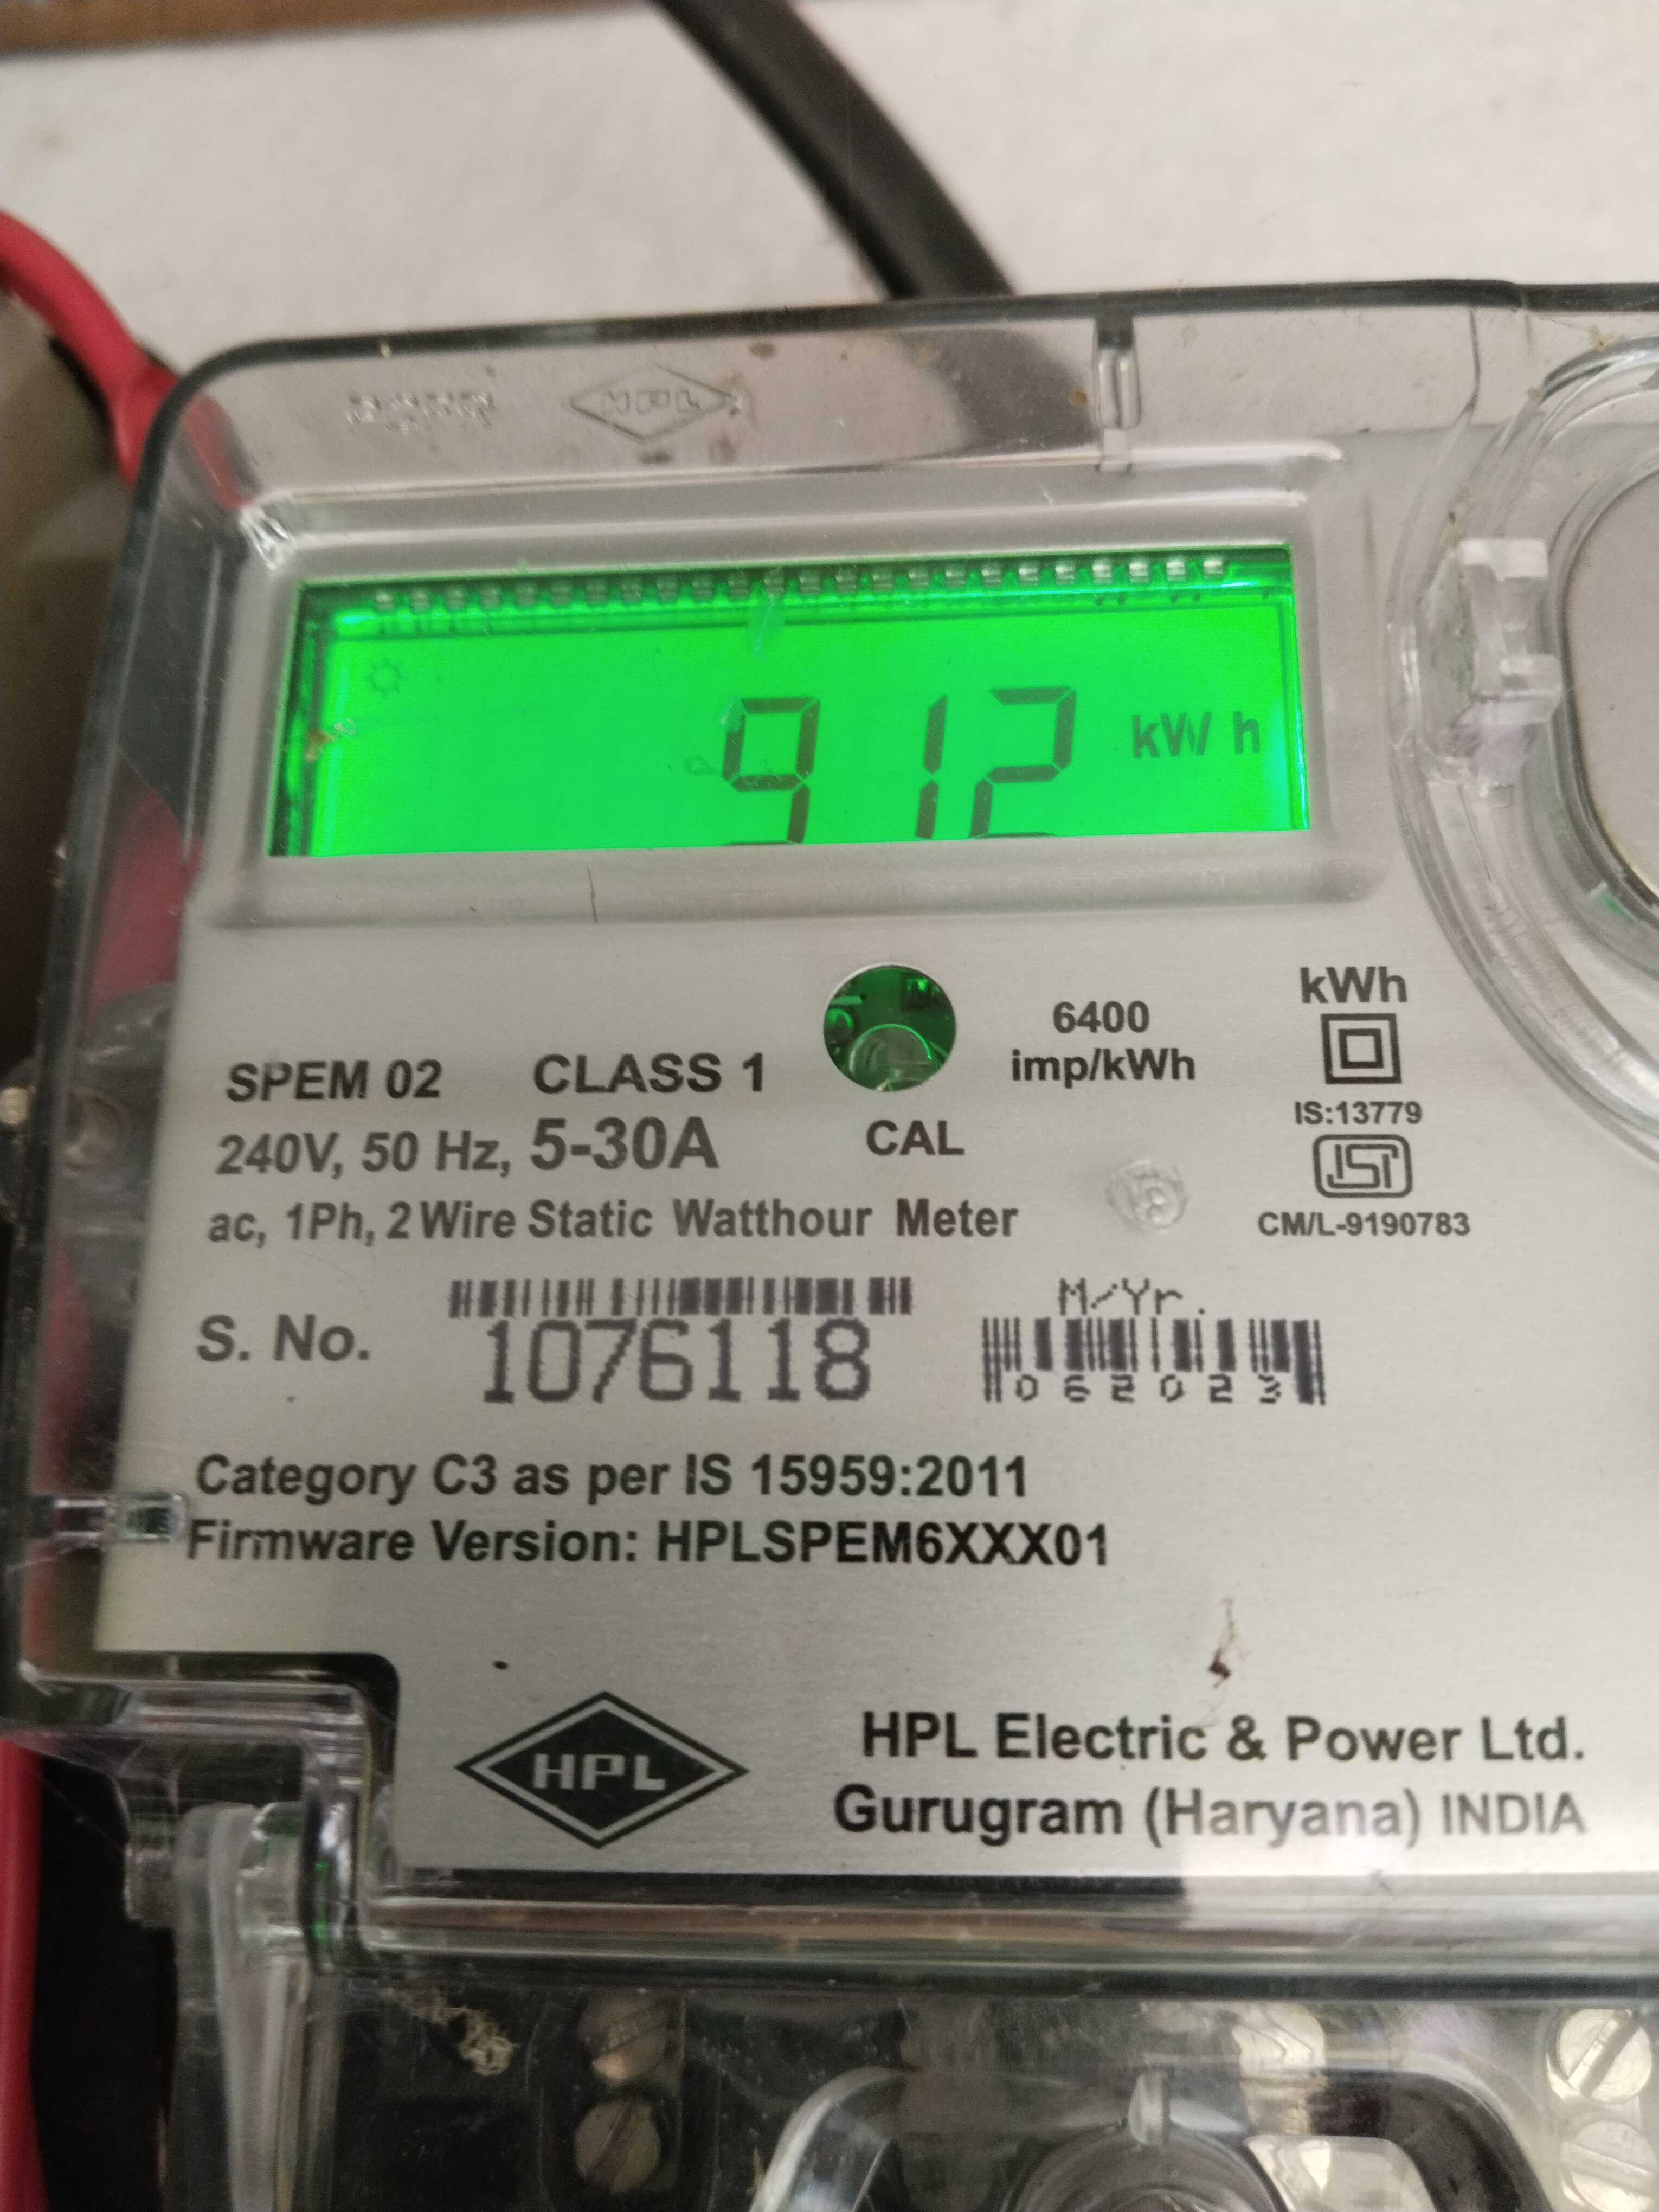 HPL
912 kWh
kWh
6400
imp/kWh
SPEM 02 CLASS 1
CAL
IS:13779
240V, 50 Hz, 5-30A
ISI
ac, 1Ph, 2 Wire Static Watthour Meter
CM/L-9190783
M/Yr.
S. No. 1076118
062023
Category C3 as per IS 15959:2011
Firmware Version: HPLSPEM6XXX01
HPL
HPL Electric & Power Ltd.
Gurugram (Haryana) INDIA